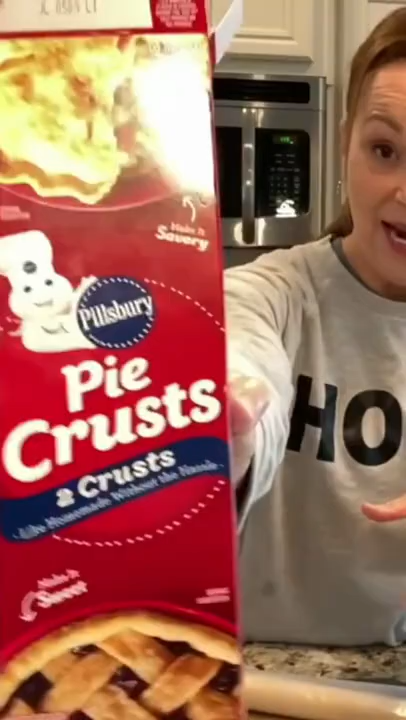 Make It
Savory
Pillsbury
Pie
Crusts
2 Crusts
Like Homemade Without the Hassle
Make It
Sweet
HO